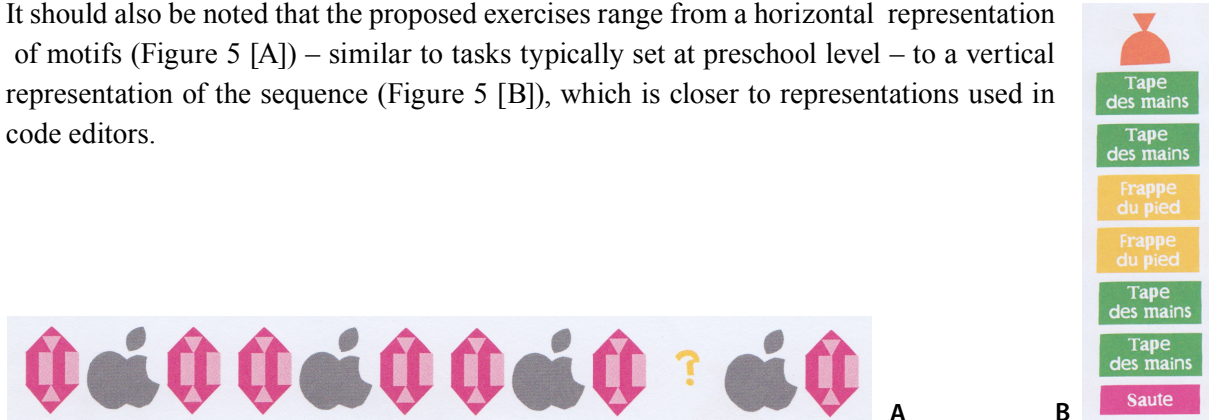 It should also be noted that the proposed exercises range from a horizontal representation
of motifs (Figure 5 [A]) – similar to tasks typically set at preschool level – to a vertical
representation of the sequence (Figure 5 [B]), which is closer to representations used in
code editors.
?
A
Tape
des mains
Tape
des mains
Frappe
du pied
Frappe
du pied
Tape
des mains
Tape
des mains
Saute
B